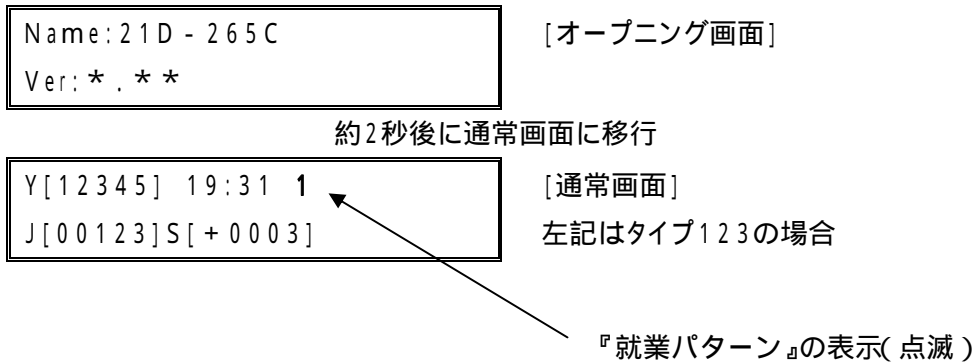 Name:21D-265C
[オープニング画面]
Ver:*.**
約2秒後に通常画面に移行
Y[12345] 19:31 1
[通常画面]
J[00123]S[+0003]
左記はタイプ123の場合
『就業パターン』の表示(点滅)